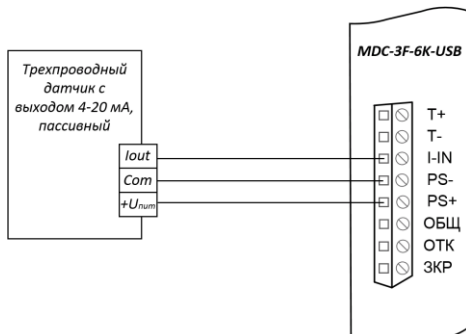 Трехпроводный
датчик с
выходом 4-20 мА,
пассивный
Iout
Com
+Uпит
MDC-3F-6K-USB
T+
T-
I-IN
PS-
PS+
ОБЩ
ОТК
ЗКР